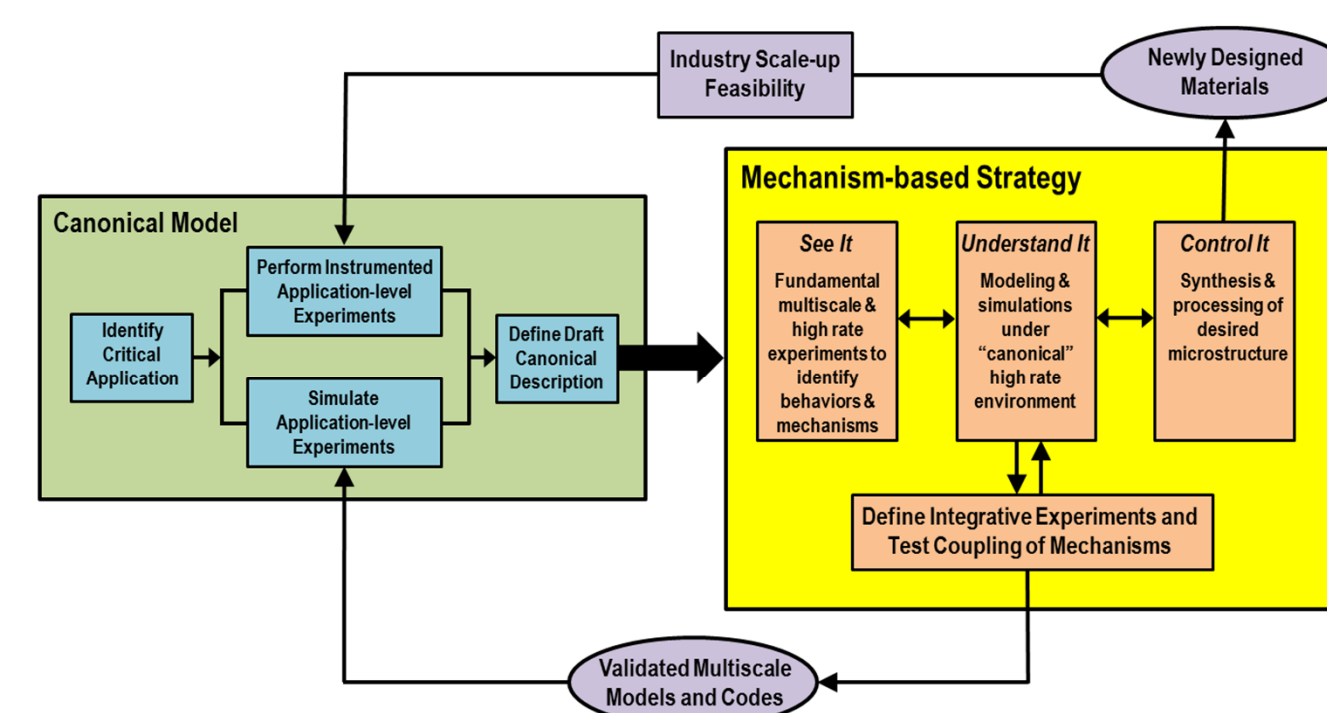 Industry Scale-up
Feasibility
Newly Designed
Materials
Canonical Model
Identify
Critical
Application
Perform Instrumented
Application-level
Experiments
Simulate
Application-level
Experiments
Define Draft
Canonical
Description
Mechanism-based Strategy
See It
Fundamental
multiscale &
high rate
experiments to
identify
behaviors &
mechanisms
Understand It
Modeling &
simulations
under
“canonical”
high rate
environment
Control It
Synthesis &
processing of
desired
microstructure
Define Integrative Experiments and
Test Coupling of Mechanisms
Validated Multiscale
Models and Codes